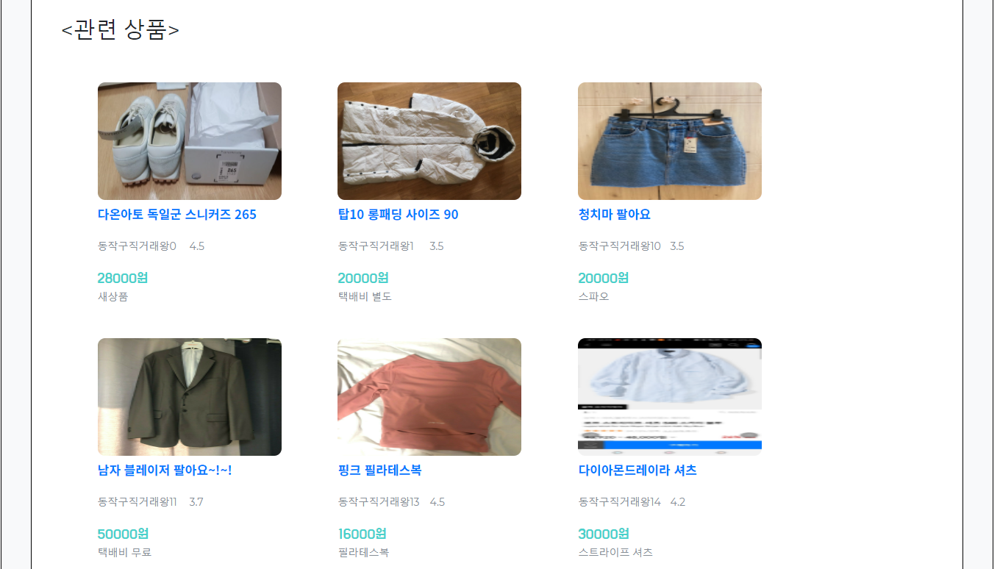 <관련 상품>
265
다온아토 독일군 스니커즈 265
동작구직거래왕0 4.5
28000원
새상품
탑10 롱패딩 사이즈 90
동작구직거래왕1 3.5
20000원
택배비 별도
청치마 팔아요
동작구직거래왕10 3.5
20000원
스파오
남자 블레이저 팔아요~!~!
동작구직거래왕11 3.7
50000원
택배비 무료
핑크 필라테스복
동작구직거래왕13 4.5
16000원
필라테스복
다이아몬드레이라 셔츠
동작구직거래왕14 4.2
30000원
스트라이프 셔츠